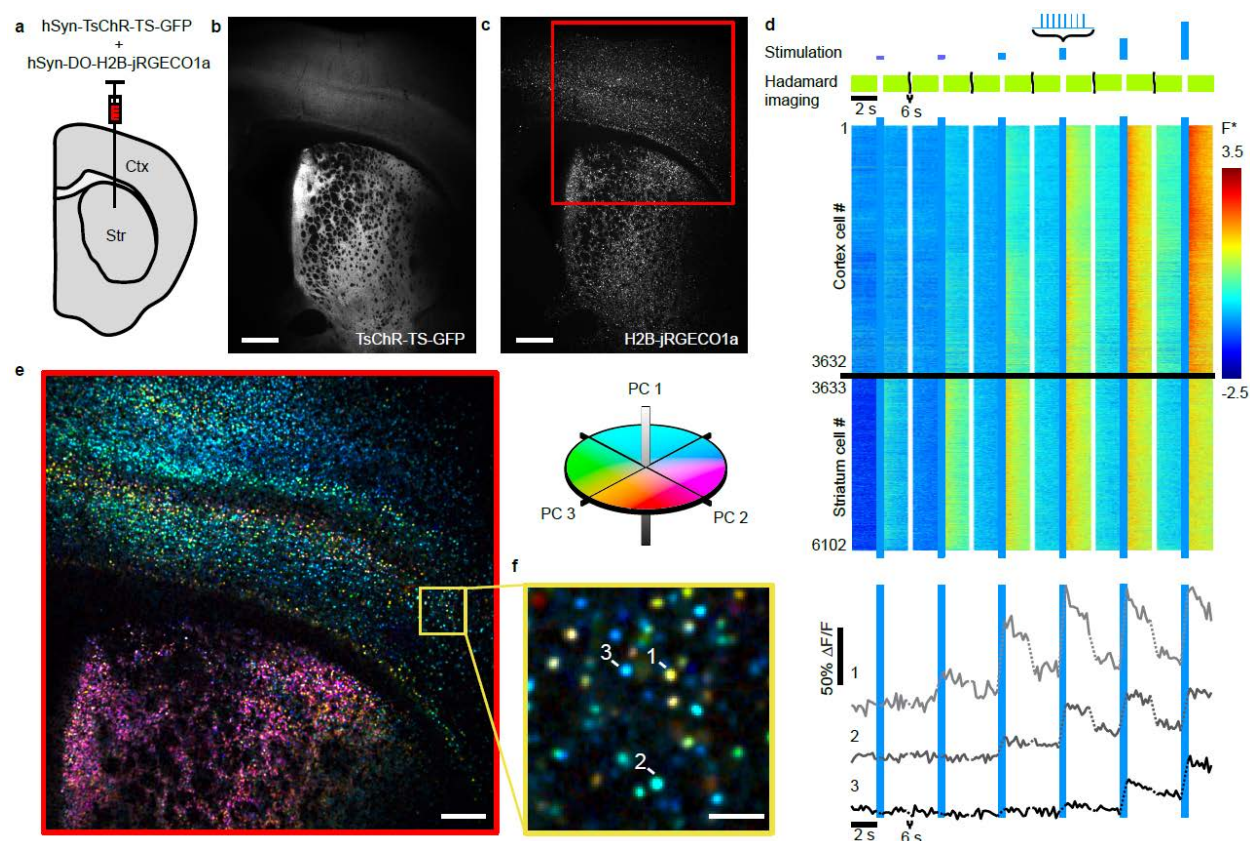 a
hSyn-TsChR-TS-GFP
+
hSyn-DO-H2B-jRGECO1a
Ctx
Str
b
TsChR-TS-GFP
c
H2B-jRGECO1a
d
Stimulation
Hadamard
imaging
2 s
6 s
1
Cortex cell #
3632
3633
Striatum cell #
6102
F*
3.5
-2.5
50% ΔF/F
1
2
3
2 s
6 s
e
PC 1
PC 3
PC 2
f
3
1
2